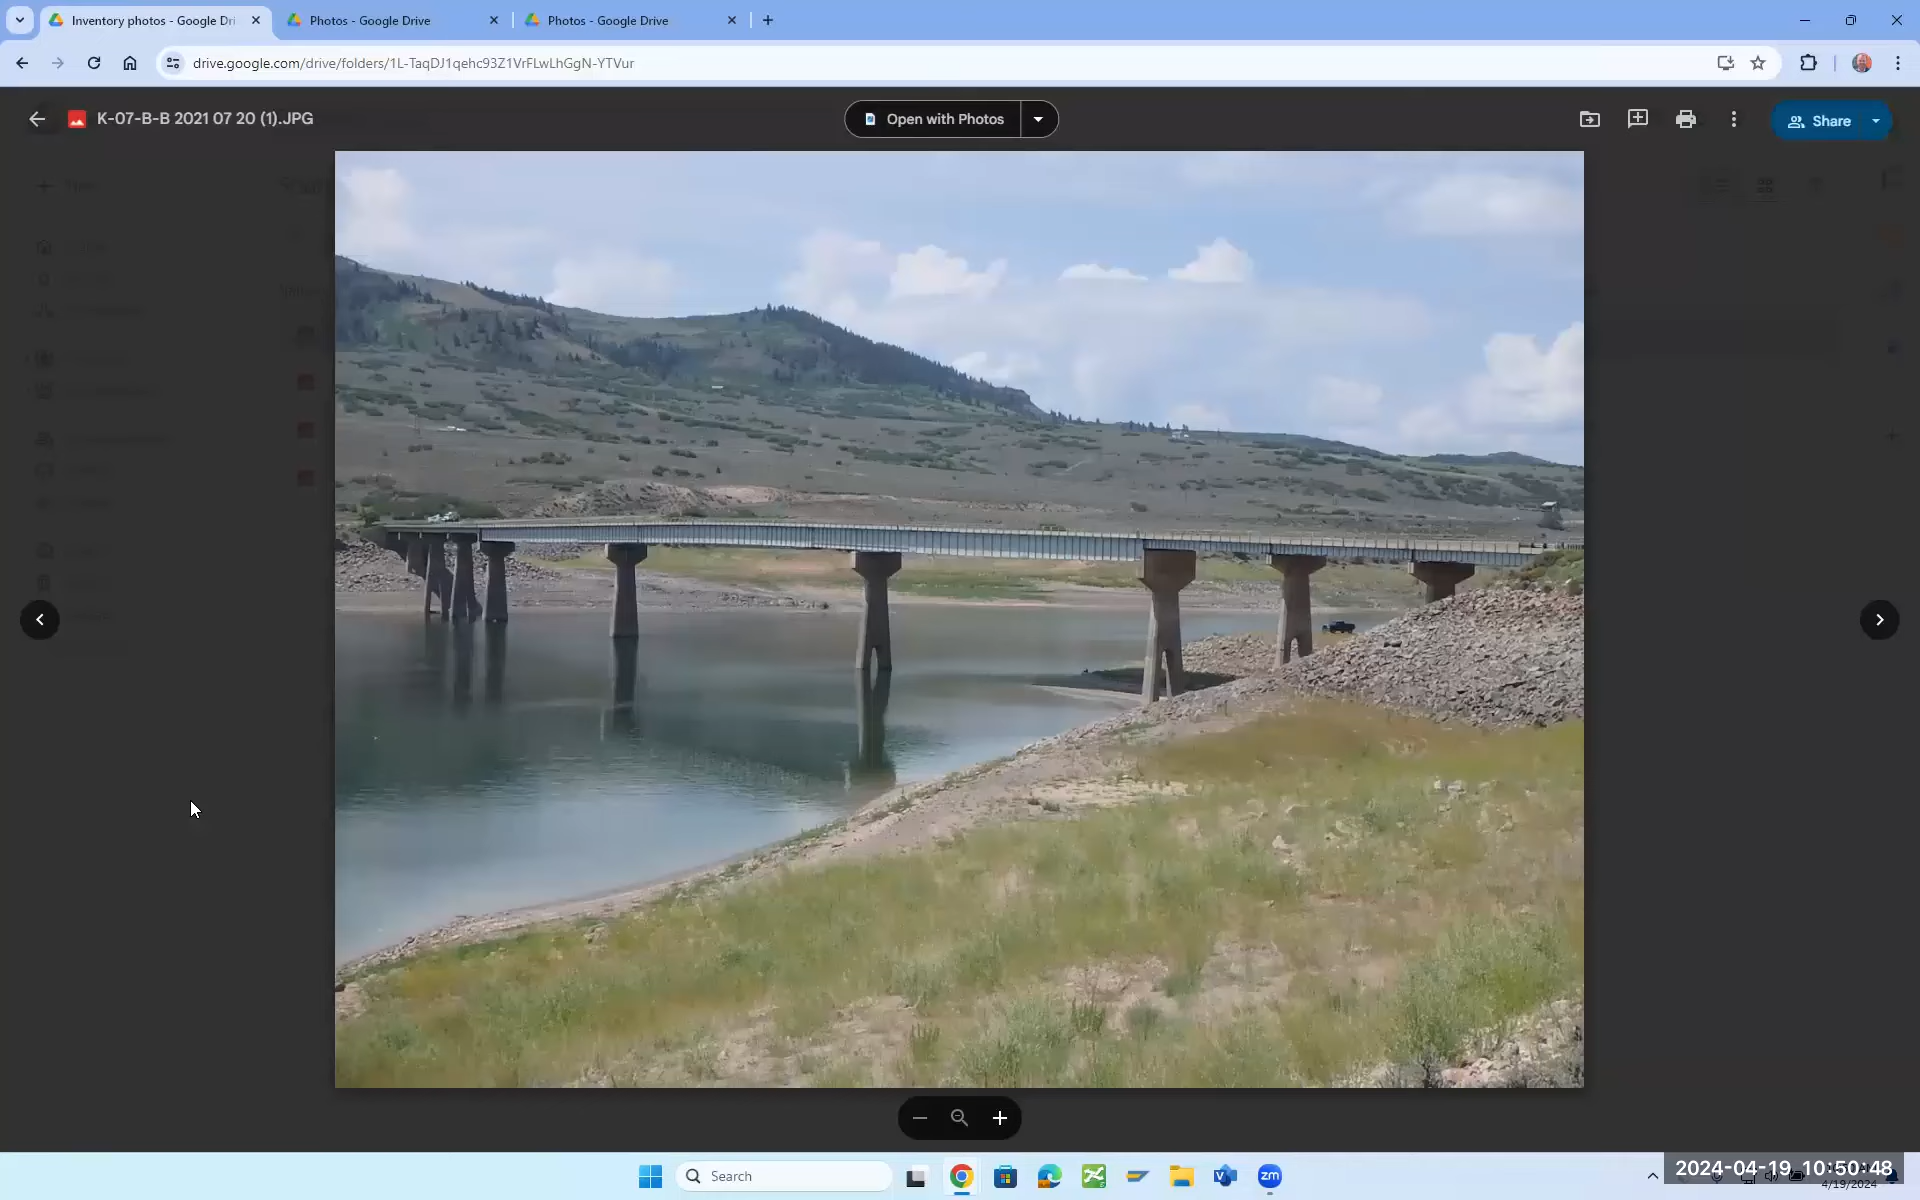 Inventory photos - Google Dri
Photos - Google Drive
Photos - Google Drive
drive.google.com/drive/folders/1L-TaqDJ1qehc93Z1VrFLwLhGgN-YTVur
K-07-B-B 2021 07 20 (1).JPG
Open with Photos
Share
Search
zm
2024-04-19 10:50:48
4/19/2024